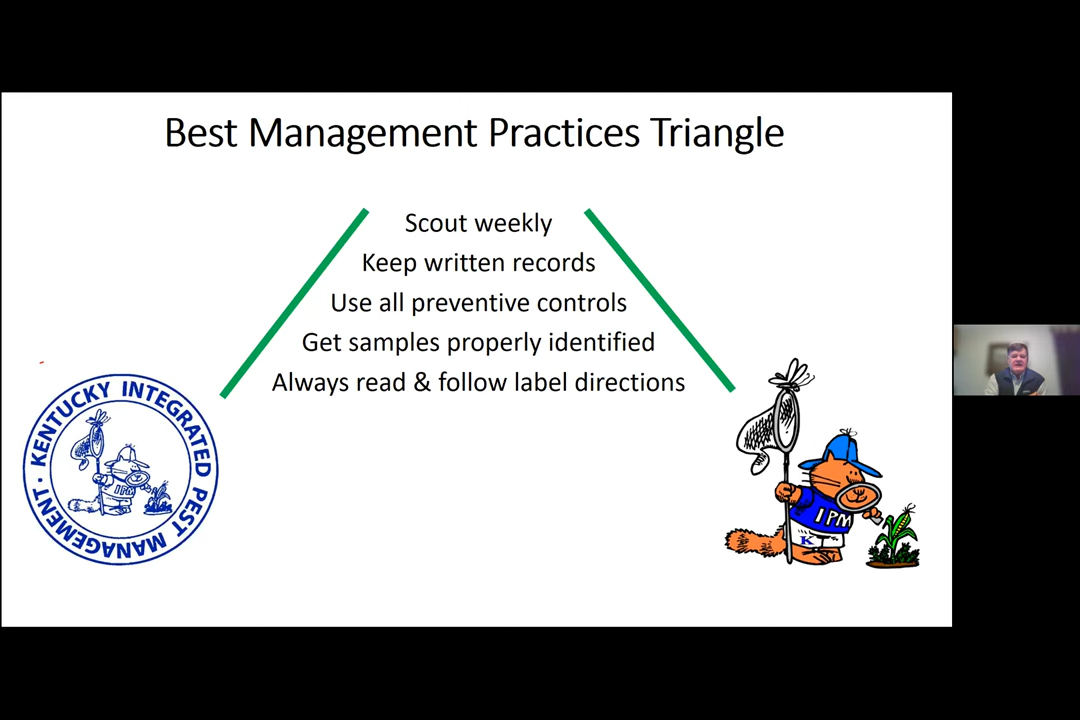 Best Management Practices Triangle
Scout weekly
Keep written records
Use all preventive controls
Get samples properly identified
Always read & follow label directions
KENTUCKY INTEGRATED PEST MANAGEMENT ·
IPM
IPM
K